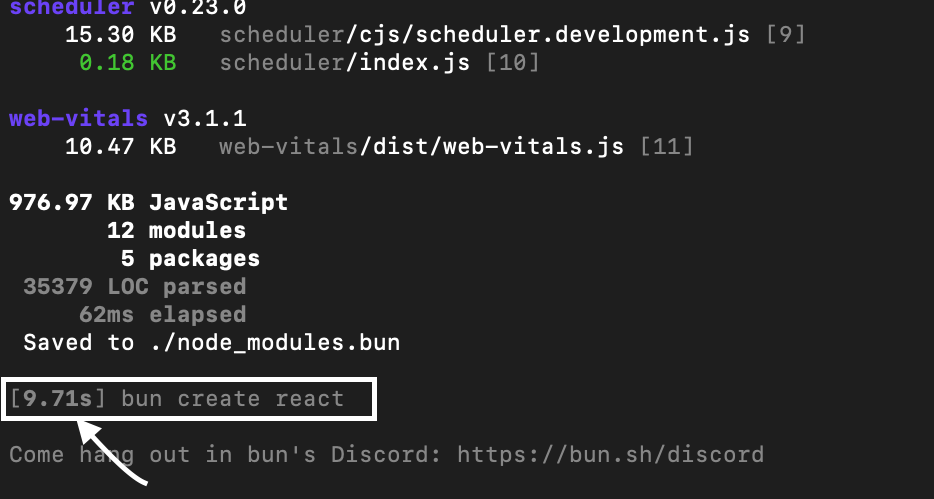 scheduler v0.23.0
15.30 KB scheduler/cjs/scheduler.development.js [9]
0.18 KB scheduler/index.js [10]
web-vitals v3.1.1
10.47 KB web-vitals/dist/web-vitals.js [11]
976.97 KB JavaScript
12 modules
5 packages
35379 LOC parsed
62ms elapsed
Saved to ./node_modules.bun
[9.71s] bun create react
Come hang out in bun's Discord: https://bun.sh/discord